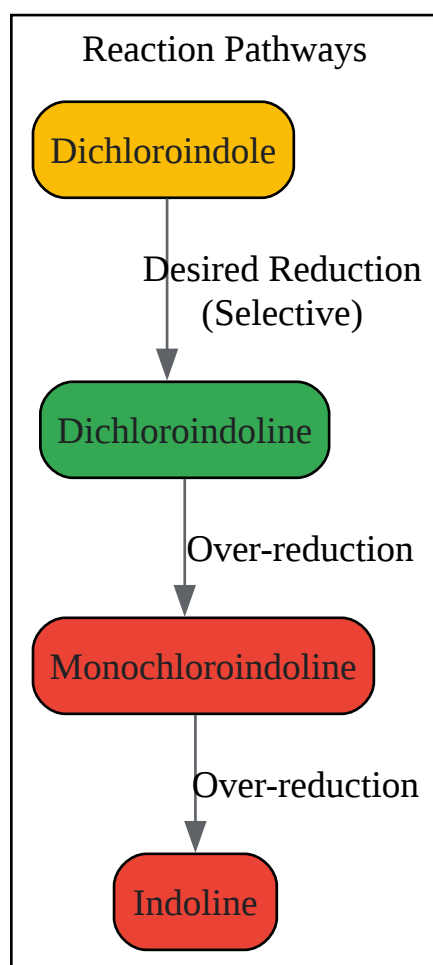 Reaction Pathways
Dichloroindole
Desired Reduction
(Selective)
Dichloroindoline
Over-reduction
Monochloroindoline
Over-reduction
Indoline